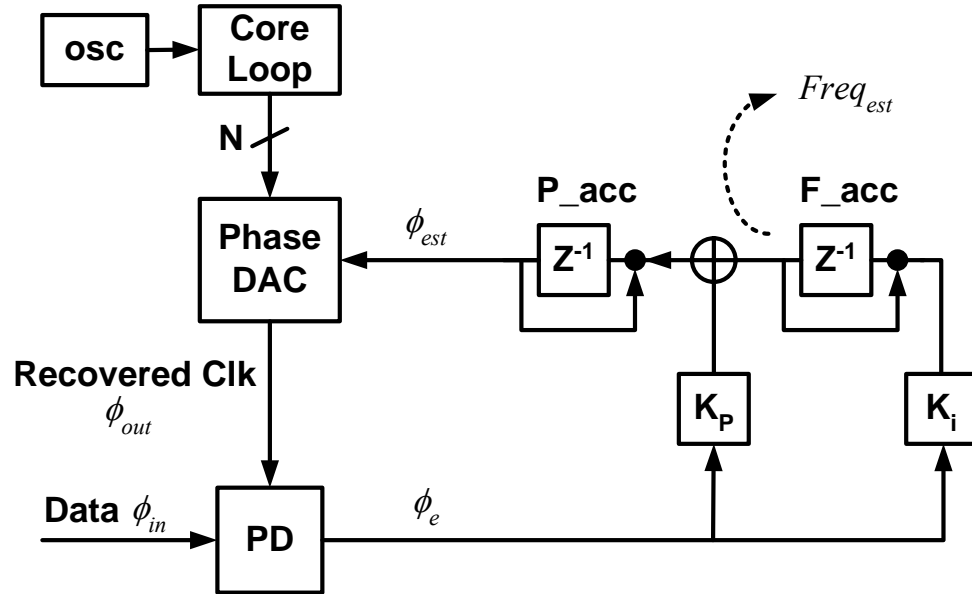 osc
Core
Loop
Freq_est
N
P_acc
F_acc
Phase
DAC
ϕ_est
Z⁻¹
Z⁻¹
Recovered Clk
ϕ_out
K_P
K_i
Data ϕ_in
PD
ϕ_e